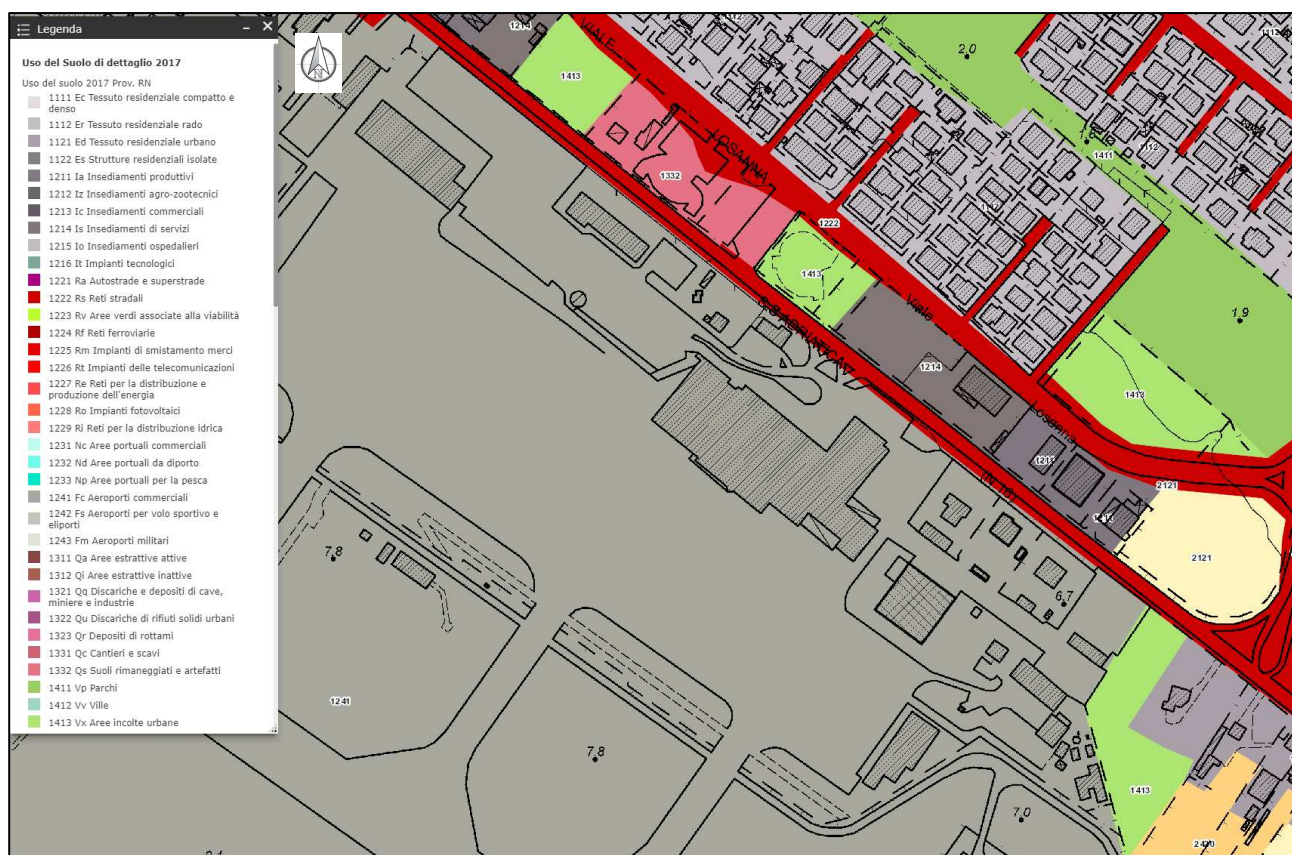 Legenda
Uso del Suolo di dettaglio 2017
Uso del suolo 2017 Prov. RN
1111 Ec Tessuto residenziale compatto e
denso
1112 Er Tessuto residenziale rado
1121 Ed Tessuto residenziale urbano
1122 Es Strutture residenziali isolate
1211 Ia Insediamenti produttivi
1212 Iz Insediamenti agro-zootecnici
1213 Ic Insediamenti commerciali
1214 Is Insediamenti di servizi
1215 Io Insediamenti ospedalieri
1216 It Impianti tecnologici
1221 Ra Autostrade e superstrade
1222 Rs Reti stradali
1223 Rv Aree verdi associate alla viabilità
1224 Rf Reti ferroviarie
1225 Rm Impianti di smistamento merci
1226 Rt Impianti delle telecomunicazioni
1227 Re Reti per la distribuzione e
produzione dell'energia
1228 Ro Impianti fotovoltaici
1229 Ri Reti per la distribuzione idrica
1231 Nc Aree portuali commerciali
1232 Nd Aree portuali da diporto
1233 Np Aree portuali per la pesca
1241 Fc Aeroporti commerciali
1242 Fs Aeroporti per volo sportivo e
eliporti
1243 Fm Aeroporti militari
1311 Qa Aree estrattive attive
1312 Qi Aree estrattive inattive
1321 Qq Discariche e depositi di cave,
miniere e industrie
1322 Qu Discariche di rifiuti solidi urbani
1323 Qr Depositi di rottami
1331 Qc Cantieri e scavi
1332 Qs Suoli rimaneggiati e artefatti
1411 Vp Parchi
1412 Vv Ville
1413 Vx Aree incolte urbane
N
1214
VIALE
1112
2,0
1112
1413
LOSANNA
1411
1112
1332
1112
1222
1413
Viale
1,9
S.S ADRIATICA
1214
1413
Losanna
(N.16)
2121
2121
7,8
6,7
1241
7,8
1413
7,0
2420